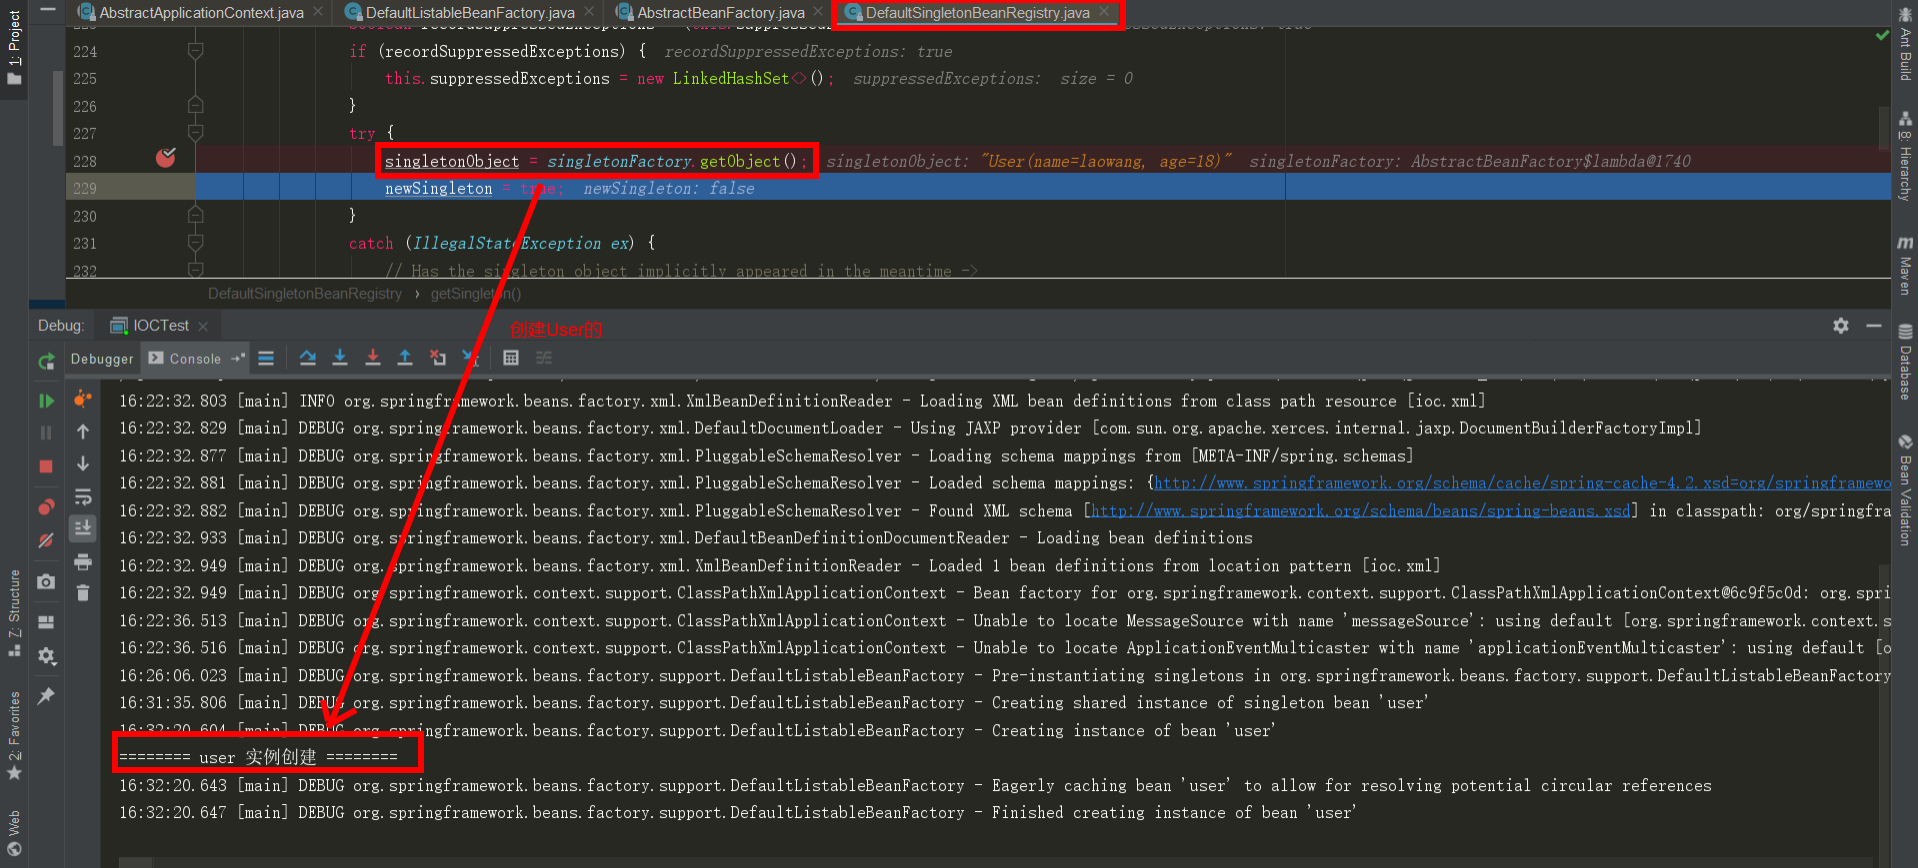 AbstractApplicationContext.java
DefaultListableBeanFactory.java
AbstractBeanFactory.java
DefaultSingletonBeanRegistry.java
1: Project
224 if (recordSuppressedExceptions) { recordSuppressedExceptions: true
225 this.suppressedExceptions = new LinkedHashSet<>(); suppressedExceptions: size = 0
226 }
227 try {
228 singletonObject = singletonFactory.getObject(); singletonObject: "User(name=laowang, age=18)" singletonFactory: AbstractBeanFactory$lambda@1740
229 newSingleton = true; newSingleton: false
230 }
231 catch (IllegalStateException ex) {
232 // Has the singleton object implicitly appeared in the meantime ->
DefaultSingletonBeanRegistry › getSingleton()
Debug: IOCTest
创建User的
Debugger Console
16:22:32.803 [main] INFO org.springframework.beans.factory.xml.XmlBeanDefinitionReader - Loading XML bean definitions from class path resource [ioc.xml]
16:22:32.829 [main] DEBUG org.springframework.beans.factory.xml.DefaultDocumentLoader - Using JAXP provider [com.sun.org.apache.xerces.internal.jaxp.DocumentBuilderFactoryImpl]
16:22:32.877 [main] DEBUG org.springframework.beans.factory.xml.PluggableSchemaResolver - Loading schema mappings from [META-INF/spring.schemas]
16:22:32.881 [main] DEBUG org.springframework.beans.factory.xml.PluggableSchemaResolver - Loaded schema mappings: {http://www.springframework.org/schema/cache/spring-cache-4.2.xsd=org/springframewo
16:22:32.882 [main] DEBUG org.springframework.beans.factory.xml.PluggableSchemaResolver - Found XML schema [http://www.springframework.org/schema/beans/spring-beans.xsd] in classpath: org/springfra
16:22:32.933 [main] DEBUG org.springframework.beans.factory.xml.DefaultBeanDefinitionDocumentReader - Loading bean definitions
16:22:32.949 [main] DEBUG org.springframework.beans.factory.xml.XmlBeanDefinitionReader - Loaded 1 bean definitions from location pattern [ioc.xml]
16:22:32.949 [main] DEBUG org.springframework.context.support.ClassPathXmlApplicationContext - Bean factory for org.springframework.context.support.ClassPathXmlApplicationContext@6c9f5c0d: org.spri
16:22:36.513 [main] DEBUG org.springframework.context.support.ClassPathXmlApplicationContext - Unable to locate MessageSource with name 'messageSource': using default [org.springframework.context.s
16:22:36.516 [main] DEBUG org.springframework.context.support.ClassPathXmlApplicationContext - Unable to locate ApplicationEventMulticaster with name 'applicationEventMulticaster': using default [o
16:26:06.023 [main] DEBUG org.springframework.beans.factory.support.DefaultListableBeanFactory - Pre-instantiating singletons in org.springframework.beans.factory.support.DefaultListableBeanFactory
16:31:35.806 [main] DEBUG org.springframework.beans.factory.support.DefaultListableBeanFactory - Creating shared instance of singleton bean 'user'
16:32:20.604 [main] DEBUG org.springframework.beans.factory.support.DefaultListableBeanFactory - Creating instance of bean 'user'
======== user 实例创建 ========
16:32:20.643 [main] DEBUG org.springframework.beans.factory.support.DefaultListableBeanFactory - Eagerly caching bean 'user' to allow for resolving potential circular references
16:32:20.647 [main] DEBUG org.springframework.beans.factory.support.DefaultListableBeanFactory - Finished creating instance of bean 'user'
7: Structure
2: Favorites
Web
Ant Build
8: Hierarchy
Maven
Database
Bean Validation